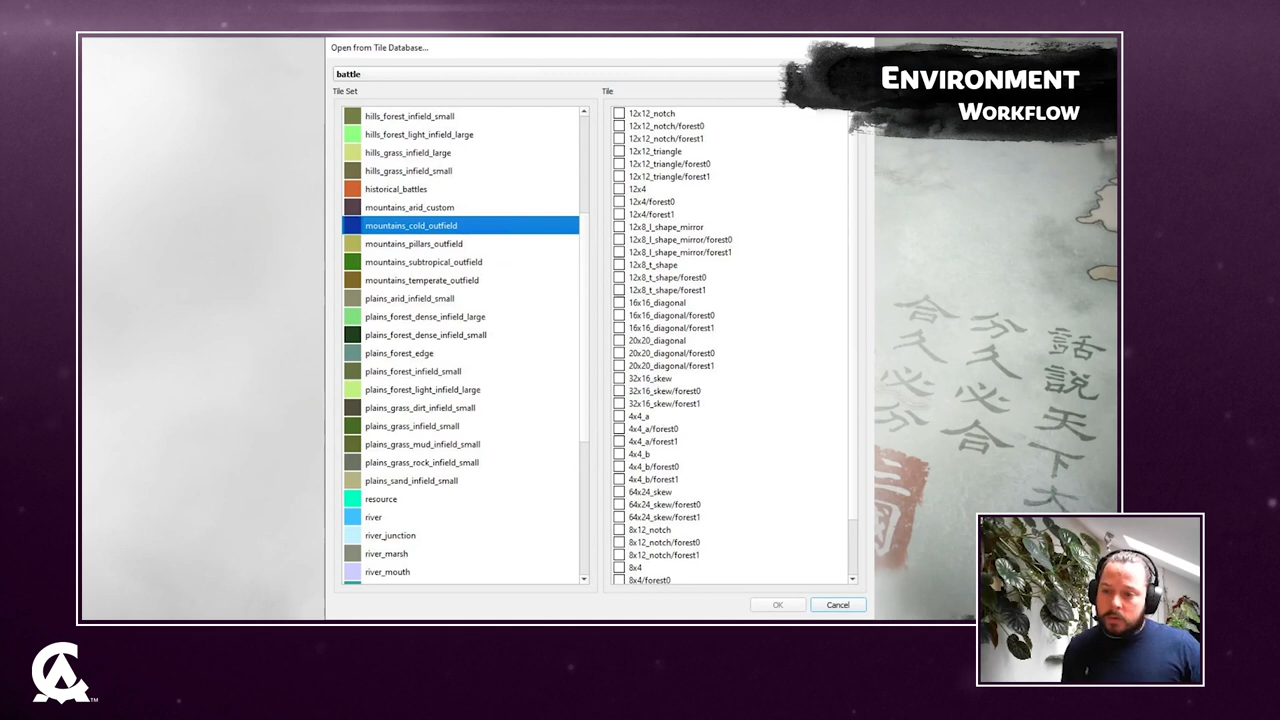 Open from Tile Database...
ENVIRONMENT
WORKFLOW
battle
Tile Set
hills_forest_infield_small
hills_forest_light_infield_large
hills_grass_infield_large
hills_grass_infield_small
historical_battles
mountains_arid_custom
mountains_cold_outfield
mountains_pillars_outfield
mountains_subtropical_outfield
mountains_temperate_outfield
plains_arid_infield_small
plains_forest_dense_infield_large
plains_forest_dense_infield_small
plains_forest_edge
plains_forest_infield_small
plains_forest_light_infield_large
plains_grass_dirt_infield_small
plains_grass_infield_small
plains_grass_mud_infield_small
plains_grass_rock_infield_small
plains_sand_infield_small
resource
river
river_junction
river_marsh
river_mouth
Tile
12x12_notch
12x12_notch/forest0
12x12_notch/forest1
12x12_triangle
12x12_triangle/forest0
12x12_triangle/forest1
12x4
12x4/forest0
12x4/forest1
12x8_l_shape_mirror
12x8_l_shape_mirror/forest0
12x8_l_shape_mirror/forest1
12x8_t_shape
12x8_t_shape/forest0
12x8_t_shape/forest1
16x16_diagonal
16x16_diagonal/forest0
16x16_diagonal/forest1
20x20_diagonal
20x20_diagonal/forest0
20x20_diagonal/forest1
32x16_skew
32x16_skew/forest0
32x16_skew/forest1
4x4_a
4x4_a/forest0
4x4_a/forest1
4x4_b
4x4_b/forest0
4x4_b/forest1
64x24_skew
64x24_skew/forest0
64x24_skew/forest1
8x12_notch
8x12_notch/forest0
8x12_notch/forest1
8x4
8x4/forest0
OK
Cancel
話說天下大
分久必合
合久必分
CA
TM